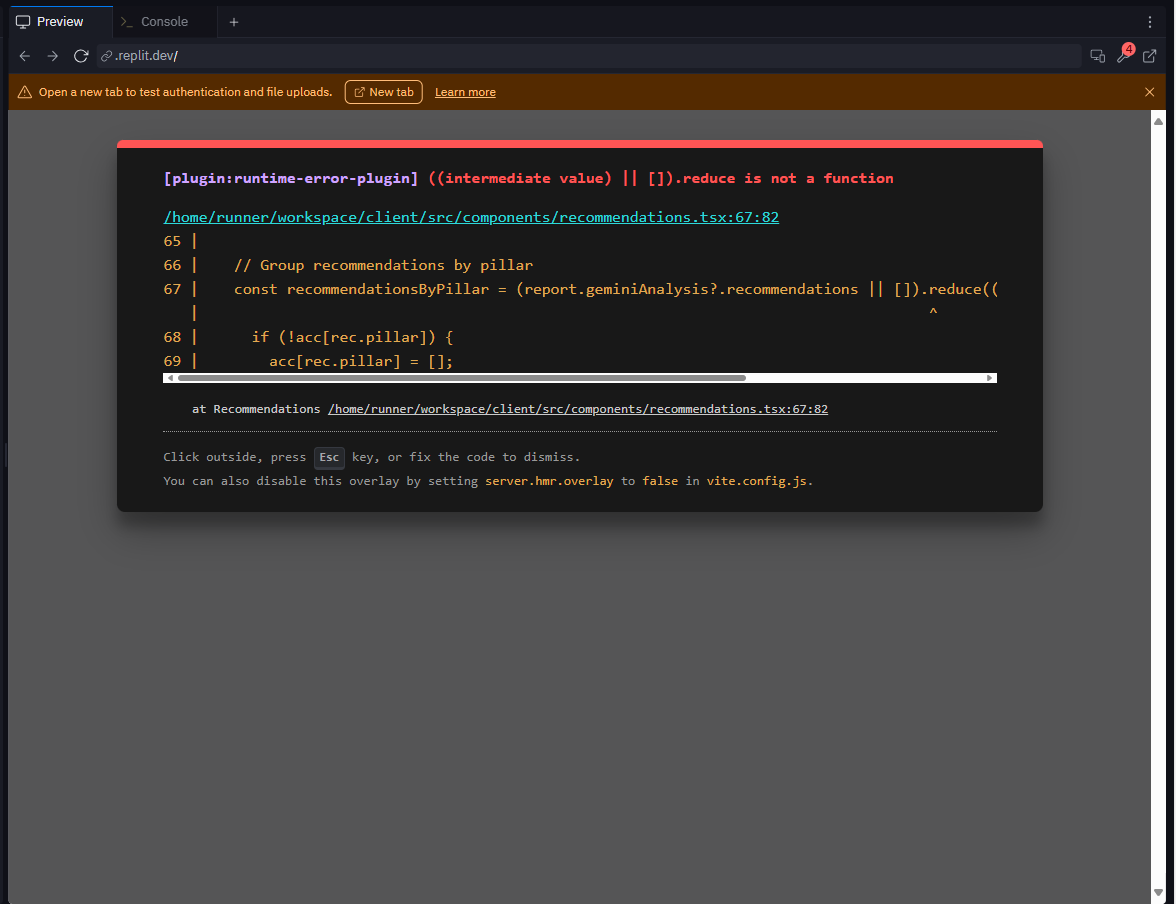 Preview
>_ Console
+
.replit.dev/
4
Open a new tab to test authentication and file uploads. New tab Learn more
[plugin:runtime-error-plugin] ((intermediate value) || []).reduce is not a function
/home/runner/workspace/client/src/components/recommendations.tsx:67:82
65 |
66 | // Group recommendations by pillar
67 | const recommendationsByPillar = (report.geminiAnalysis?.recommendations || []).reduce((
| ^
68 | if (!acc[rec.pillar]) {
69 | acc[rec.pillar] = [];
at Recommendations /home/runner/workspace/client/src/components/recommendations.tsx:67:82
Click outside, press Esc key, or fix the code to dismiss.
You can also disable this overlay by setting server.hmr.overlay to false in vite.config.js.